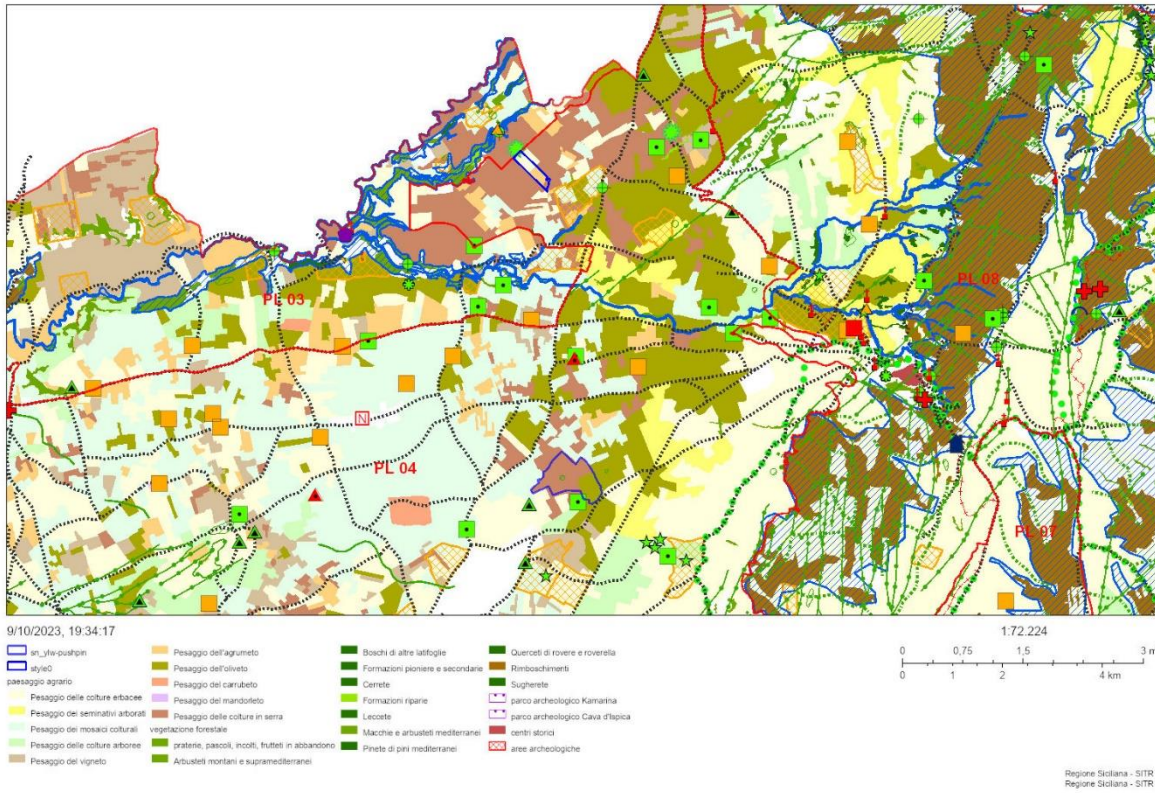 PL 03
PL 08
N
PL 04
PL 07
9/10/2023, 19:34:17
1:72.224
sn_ylw-pushpin
style0
paesaggio agrario
Pesaggio delle colture erbacee
Pesaggio dei seminativi arborati
Pesaggio dei mosaici colturali
Pesaggio delle colture arboree
Pesaggio del vigneto
Pesaggio dell'agrumeto
Pesaggio dell'oliveto
Pesaggio del carrubeto
Pesaggio del mandorleto
Pesaggio delle colture in serra
vegetazione forestale
praterie, pascoli, incolti, frutteti in abbandono
Arbusteti montani e supramediterranei
Boschi di altre latifoglie
Formazioni pioniere e secondarie
Cerrete
Formazioni riparie
Leccete
Macchie e arbusteti mediterranei
Pinete di pini mediterranei
Querceti di rovere e roverella
Rimboschimenti
Sugherete
parco archeologico Kamarina
parco archeologico Cava d'Ispica
centri storici
aree archeologiche
0 0,75 1,5 3 m
0 1 2 4 km
Regione Siciliana - SITR
Regione Siciliana - SITR